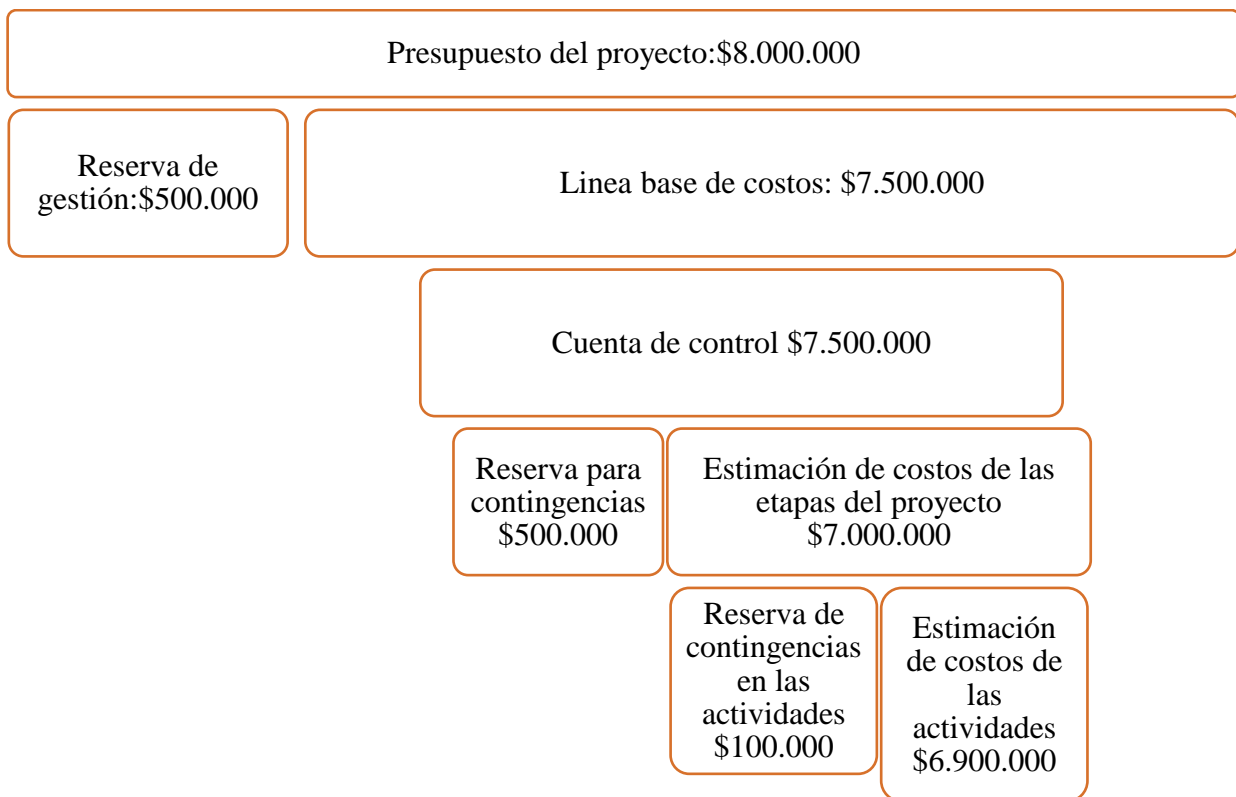 Presupuesto del proyecto:$8.000.000
Reserva de
gestión:$500.000
Linea base de costos: $7.500.000
Cuenta de control $7.500.000
Reserva para
contingencias
$500.000
Estimación de costos de las
etapas del proyecto
$7.000.000
Reserva de
contingencias
en las
actividades
$100.000
Estimación
de costos de
las
actividades
$6.900.000